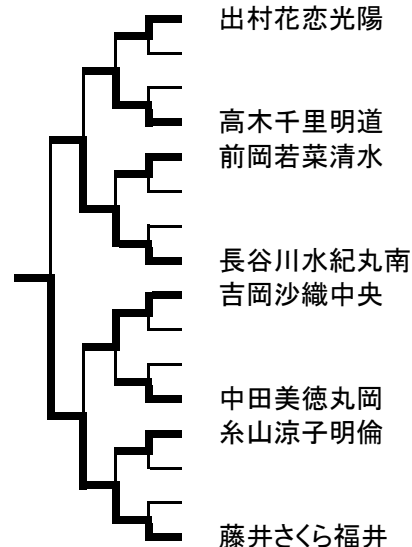 出村花恋光陽
高木千里明道
前岡若菜清水
長谷川水紀丸南
吉岡沙織中央
中田美徳丸岡
糸山涼子明倫
藤井さくら福井